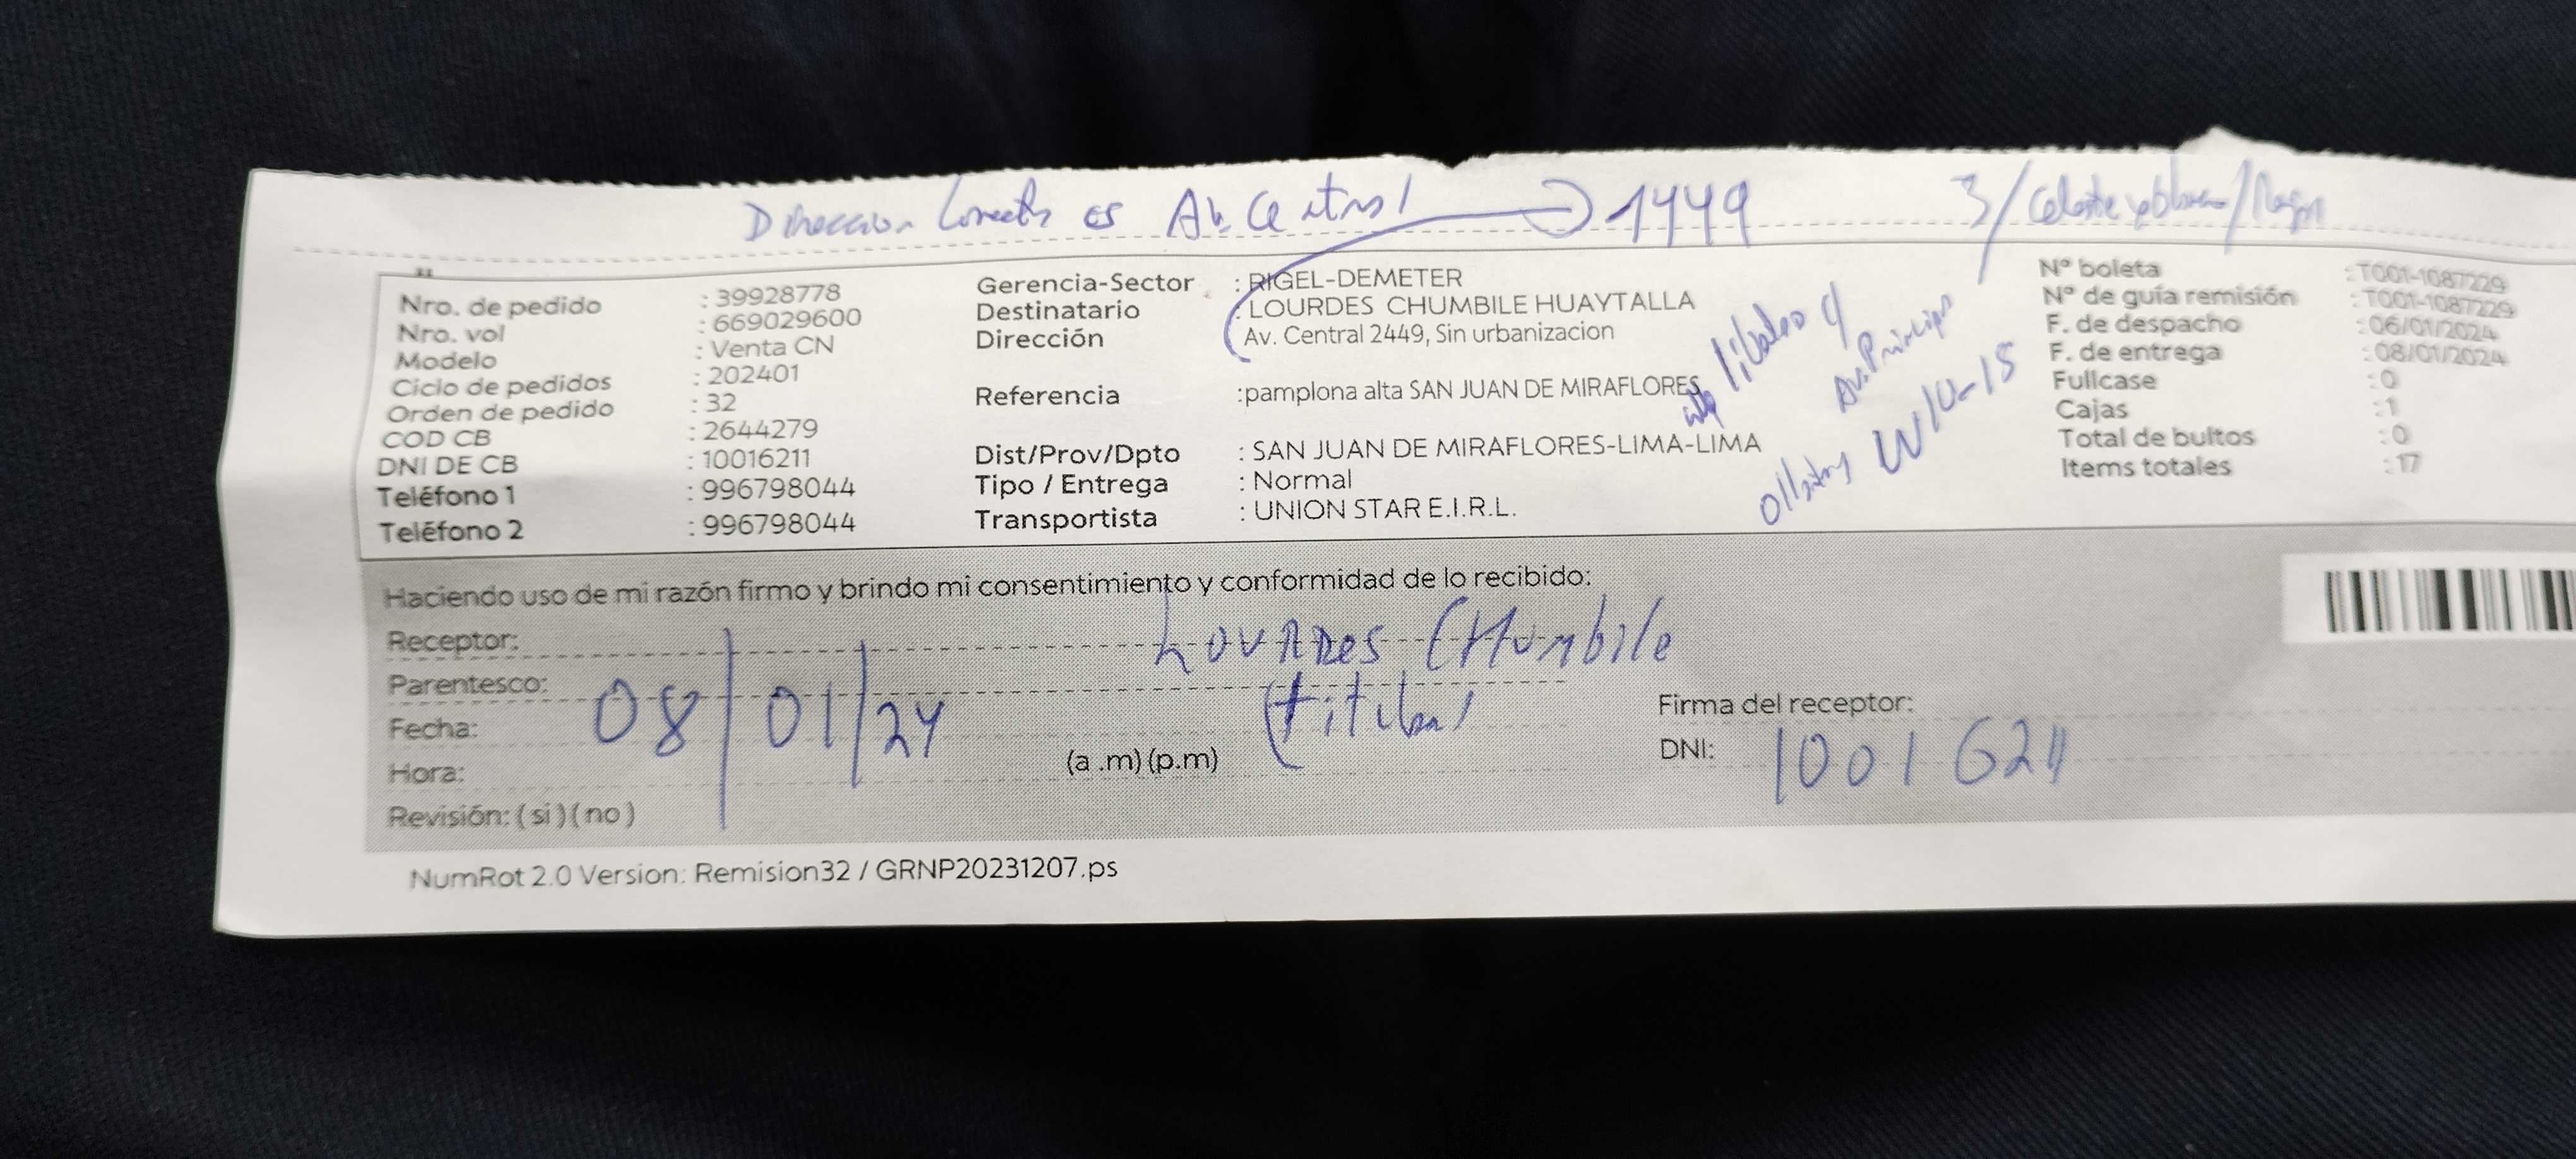 Direccion Correcta es Av. Central 1449
3/Celeste y blanco/Negr
Nro. de pedido : 39928778
Nro. vol : 669029600
Modelo : Venta CN
Ciclo de pedidos : 202401
Orden de pedido : 32
COD CB : 2644279
DNI DE CB : 10016211
Teléfono 1 : 996798044
Teléfono 2 : 996798044
Gerencia-Sector : RIGEL-DEMETER
Destinatario : LOURDES CHUMBILE HUAYTALLA
Dirección : Av. Central 2449, Sin urbanizacion
Referencia :pamplona alta SAN JUAN DE MIRAFLORES
Dist/Prov/Dpto : SAN JUAN DE MIRAFLORES-LIMA-LIMA
Tipo / Entrega : Normal
Transportista : UNION STAR E.I.R.L.
Av. Principa
W/U-15
Nº boleta : T001-1087229
Nº de guía remisión : T001-1087229
F. de despacho : 06/01/2024
F. de entrega : 08/01/2024
Fullcase : 0
Cajas : 1
Total de bultos : 0
Items totales : 17
Haciendo uso de mi razón firmo y brindo mi consentimiento y conformidad de lo recibido:
Receptor: LOURDES CHumbile
Parentesco: (titular)
Fecha: 08/01/24
Hora: (a .m) (p.m)
Revisión: ( si ) ( no )
Firma del receptor:
DNI: 10016211
NumRot 2.0 Version: Remision32 / GRNP20231207.ps